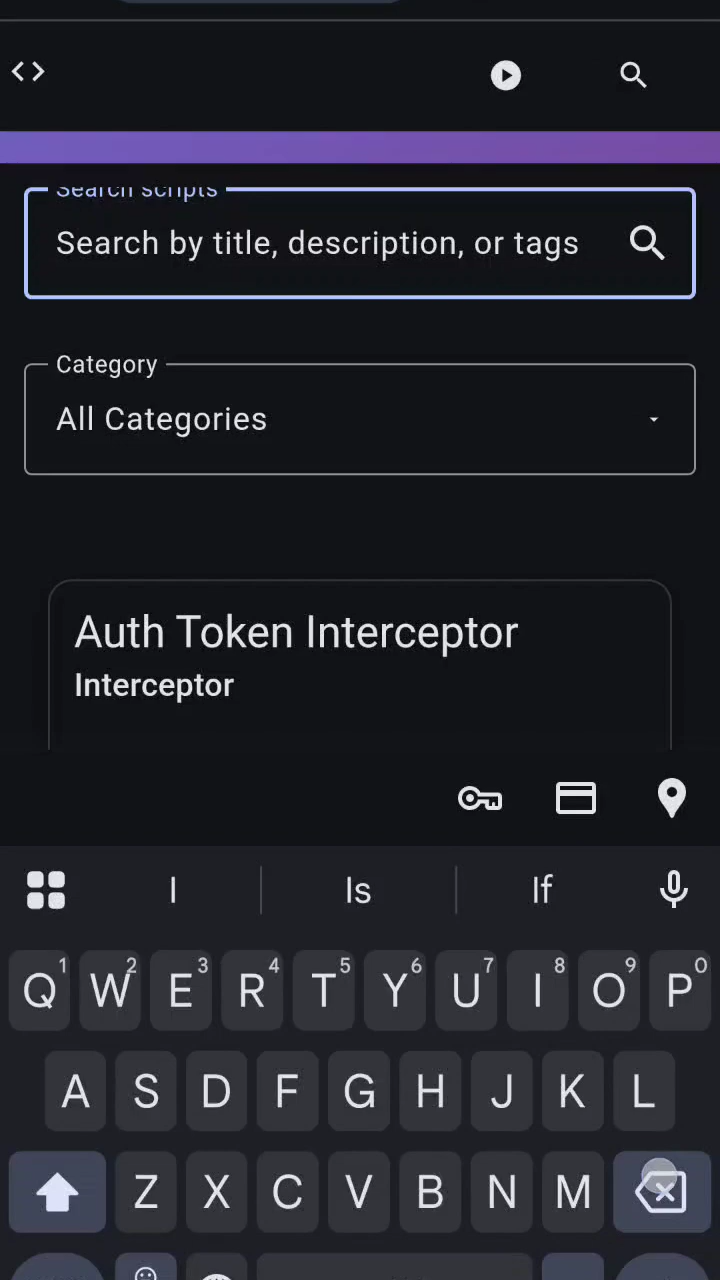 Search scripts
Search by title, description, or tags
Category
All Categories
Auth Token Interceptor
Interceptor
I Is If
Q1 W2 E3 R4 T5 Y6 U7 I8 O9 P0
A S D F G H J K L
Z X C V B N M